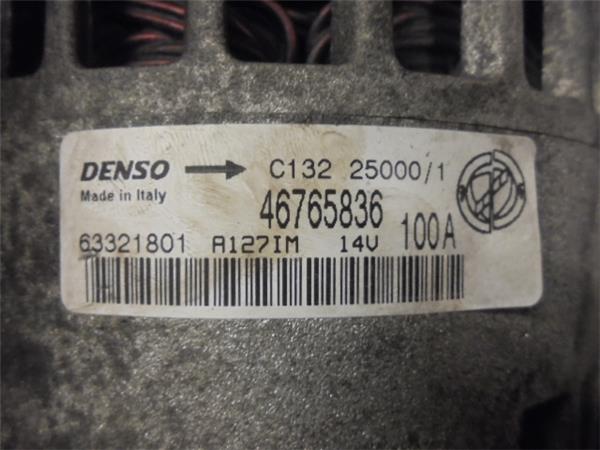 DENSO → C132 25000/1
Made in Italy
46765836
63321801 A127IM 14V 100A